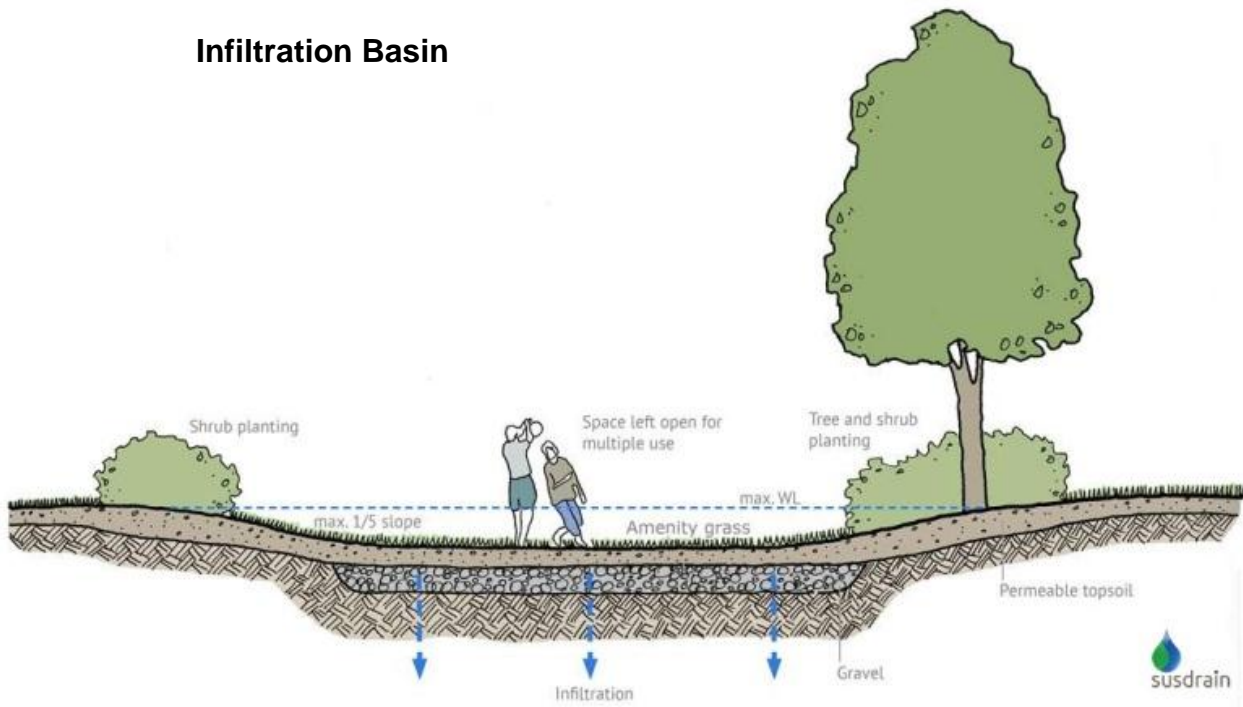 Infiltration Basin
Shrub planting
Space left open for
multiple use
Tree and shrub
planting
max. WL
max. 1/5 slope
Amenity grass
Permeable topsoil
Gravel
Infiltration
susdrain